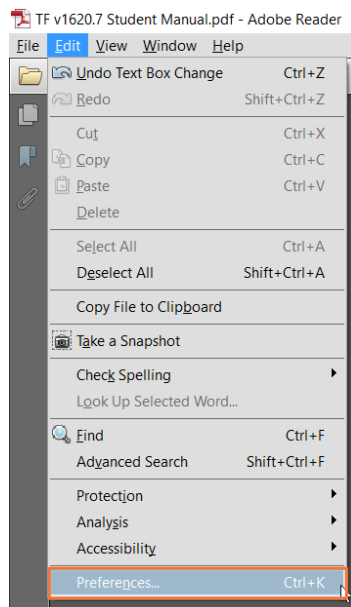 TF v1620.7 Student Manual.pdf - Adobe Reader
File Edit View Window Help
Undo Text Box Change Ctrl+Z
Redo Shift+Ctrl+Z
Cut Ctrl+X
Copy Ctrl+C
Paste Ctrl+V
Delete
Select All Ctrl+A
Deselect All Shift+Ctrl+A
Copy File to Clipboard
Take a Snapshot
Check Spelling
Look Up Selected Word...
Find Ctrl+F
Advanced Search Shift+Ctrl+F
Protection
Analysis
Accessibility
Preferences... Ctrl+K